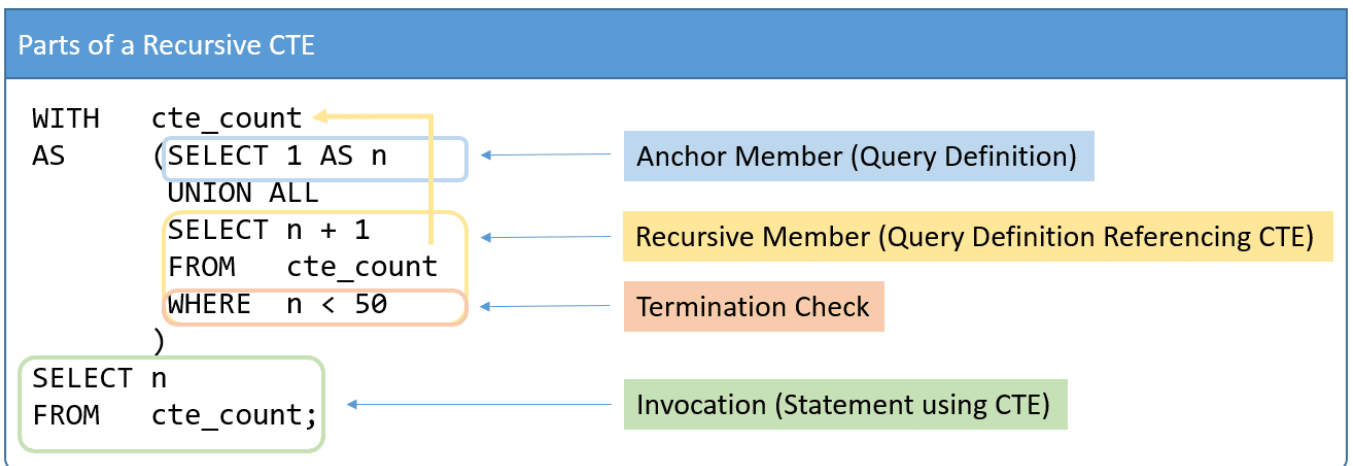 Parts of a Recursive CTE
WITH cte_count
AS (SELECT 1 AS n
Anchor Member (Query Definition)
UNION ALL
SELECT n + 1
Recursive Member (Query Definition Referencing CTE)
FROM cte_count
WHERE n < 50
Termination Check
)
SELECT n
FROM cte_count;
Invocation (Statement using CTE)